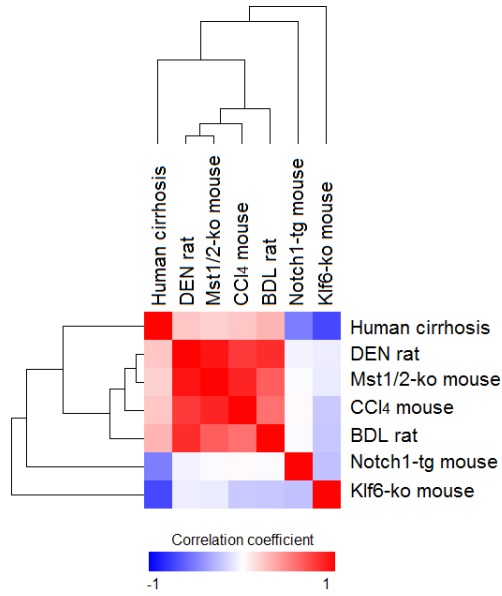 Human cirrhosis
DEN rat
Mst1/2-ko mouse
CCl4 mouse
BDL rat
Notch1-tg mouse
Klf6-ko mouse
Human cirrhosis
DEN rat
Mst1/2-ko mouse
CCl4 mouse
BDL rat
Notch1-tg mouse
Klf6-ko mouse
Correlation coefficient
-1 1